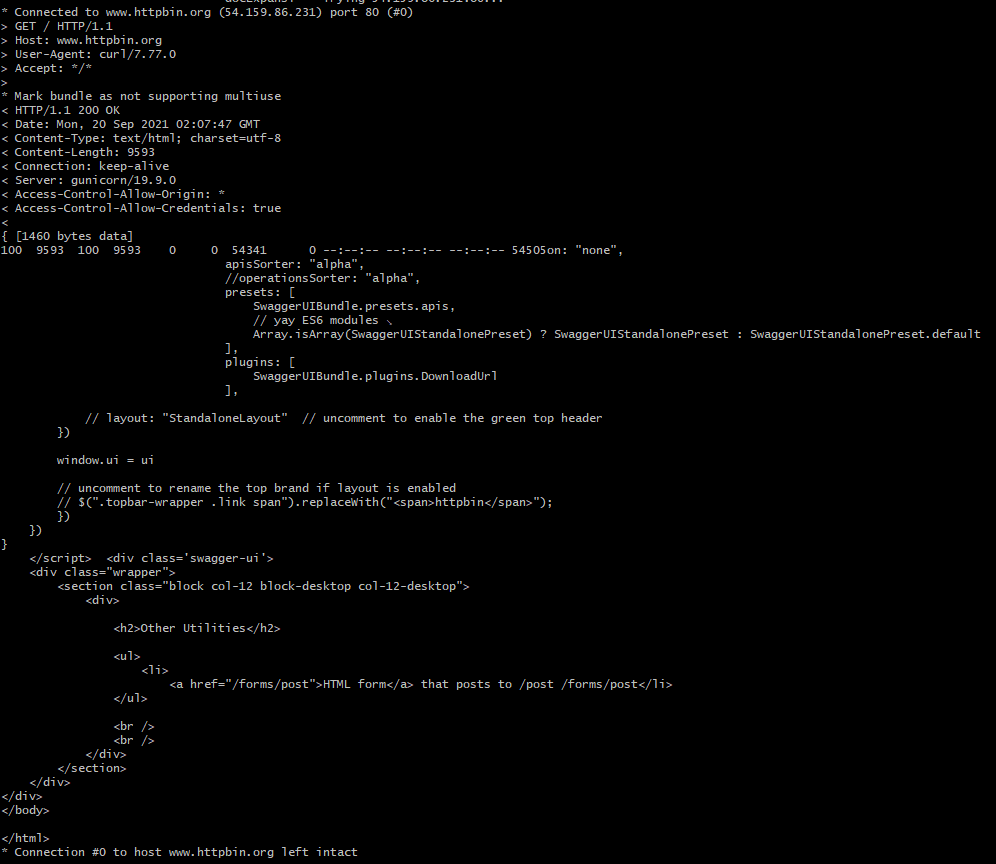 * Connected to www.httpbin.org (54.159.86.231) port 80 (#0)
> GET / HTTP/1.1
> Host: www.httpbin.org
> User-Agent: curl/7.77.0
> Accept: */*
>
* Mark bundle as not supporting multiuse
< HTTP/1.1 200 OK
< Date: Mon, 20 Sep 2021 02:07:47 GMT
< Content-Type: text/html; charset=utf-8
< Content-Length: 9593
< Connection: keep-alive
< Server: gunicorn/19.9.0
< Access-Control-Allow-Origin: *
< Access-Control-Allow-Credentials: true
<
{ [1460 bytes data]
100  9593  100  9593    0     0  54341      0 --:--:-- --:--:-- --:--:-- 54505on: "none",
                                apisSorter: "alpha",
                                //operationsSorter: "alpha",
                                presets: [
                                    SwaggerUIBundle.presets.apis,
                                    // yay ES6 modules ↘
                                    Array.isArray(SwaggerUIStandalonePreset) ? SwaggerUIStandalonePreset : SwaggerUIStandalonePreset.default
                                ],
                                plugins: [
                                    SwaggerUIBundle.plugins.DownloadUrl
                                ],
            // layout: "StandaloneLayout"  // uncomment to enable the green top header
        })
        window.ui = ui
        // uncomment to rename the top brand if layout is enabled
        // $(".topbar-wrapper .link span").replaceWith("<span>httpbin</span>");
        })
    })
}
    </script>  <div class='swagger-ui'>
    <div class="wrapper">
        <section class="block col-12 block-desktop col-12-desktop">
            <div>
                <h2>Other Utilities</h2>
                <ul>
                    <li>
                        <a href="/forms/post">HTML form</a> that posts to /post /forms/post</li>
                </ul>
                <br />
                <br />
            </div>
        </section>
    </div>
</div>
</body>
</html>
* Connection #0 to host www.httpbin.org left intact